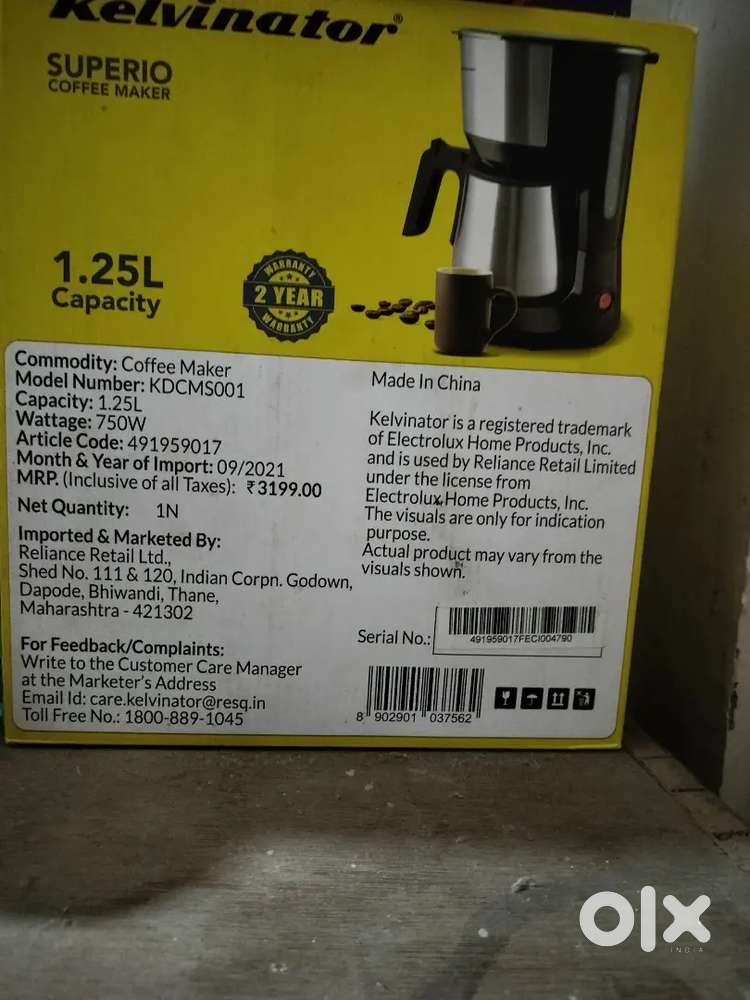 Kelvinator®
SUPERIO
COFFEE MAKER
1.25L
Capacity
WARRANTY
2 YEAR
WARRANTY
Commodity: Coffee Maker
Model Number: KDCMS001
Capacity: 1.25L
Wattage: 750W
Article Code: 491959017
Month & Year of Import: 09/2021
MRP. (Inclusive of all Taxes): ₹3199.00
Net Quantity: 1N
Imported & Marketed By:
Reliance Retail Ltd.,
Shed No. 111 & 120, Indian Corpn. Godown,
Dapode, Bhiwandi, Thane,
Maharashtra - 421302
For Feedback/Complaints:
Write to the Customer Care Manager
at the Marketer's Address
Email Id: care.kelvinator@resq.in
Toll Free No.: 1800-889-1045
Made In China
Kelvinator is a registered trademark
of Electrolux Home Products, Inc.
and is used by Reliance Retail Limited
under the license from
Electrolux Home Products, Inc.
The visuals are only for indication
purpose.
Actual product may vary from the
visuals shown.
Serial No.:
491959017FECI004790
8 902901 037562
olx
INDIA